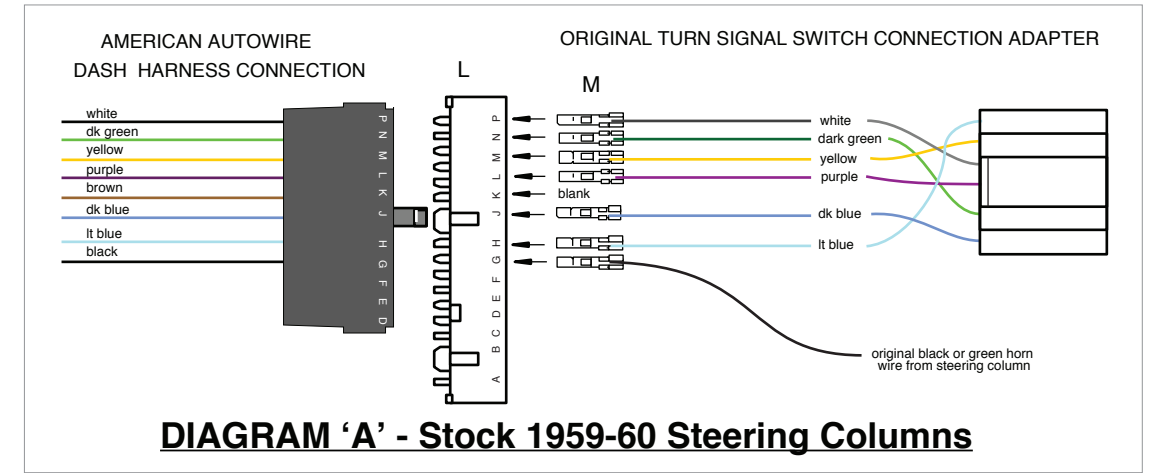 AMERICAN AUTOWIRE
DASH HARNESS CONNECTION
ORIGINAL TURN SIGNAL SWITCH CONNECTION ADAPTER
L
M
white
dk green
yellow
purple
brown
dk blue
lt blue
black
P
N
M
L
K
J
H
G
F
E
D
P
N
M
L
K
J
H
G
F
E
D
C
B
A
blank
white
dark green
yellow
purple
dk blue
lt blue
original black or green horn
wire from steering column
DIAGRAM ‘A’ - Stock 1959-60 Steering Columns